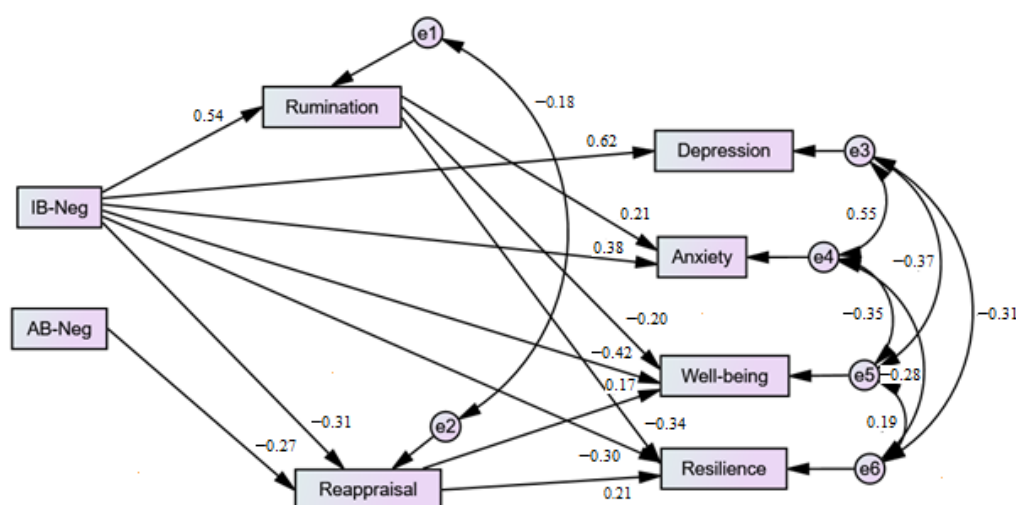 e1
−0.18
Rumination
0.54
0.62
Depression
e3
IB-Neg
0.21
0.55
0.38
Anxiety
e4
−0.37
AB-Neg
−0.20
−0.35
−0.31
−0.42
0.17
Well-being
e5
−0.28
−0.31
e2
−0.34
0.19
−0.27
−0.30
Resilience
e6
Reappraisal
0.21